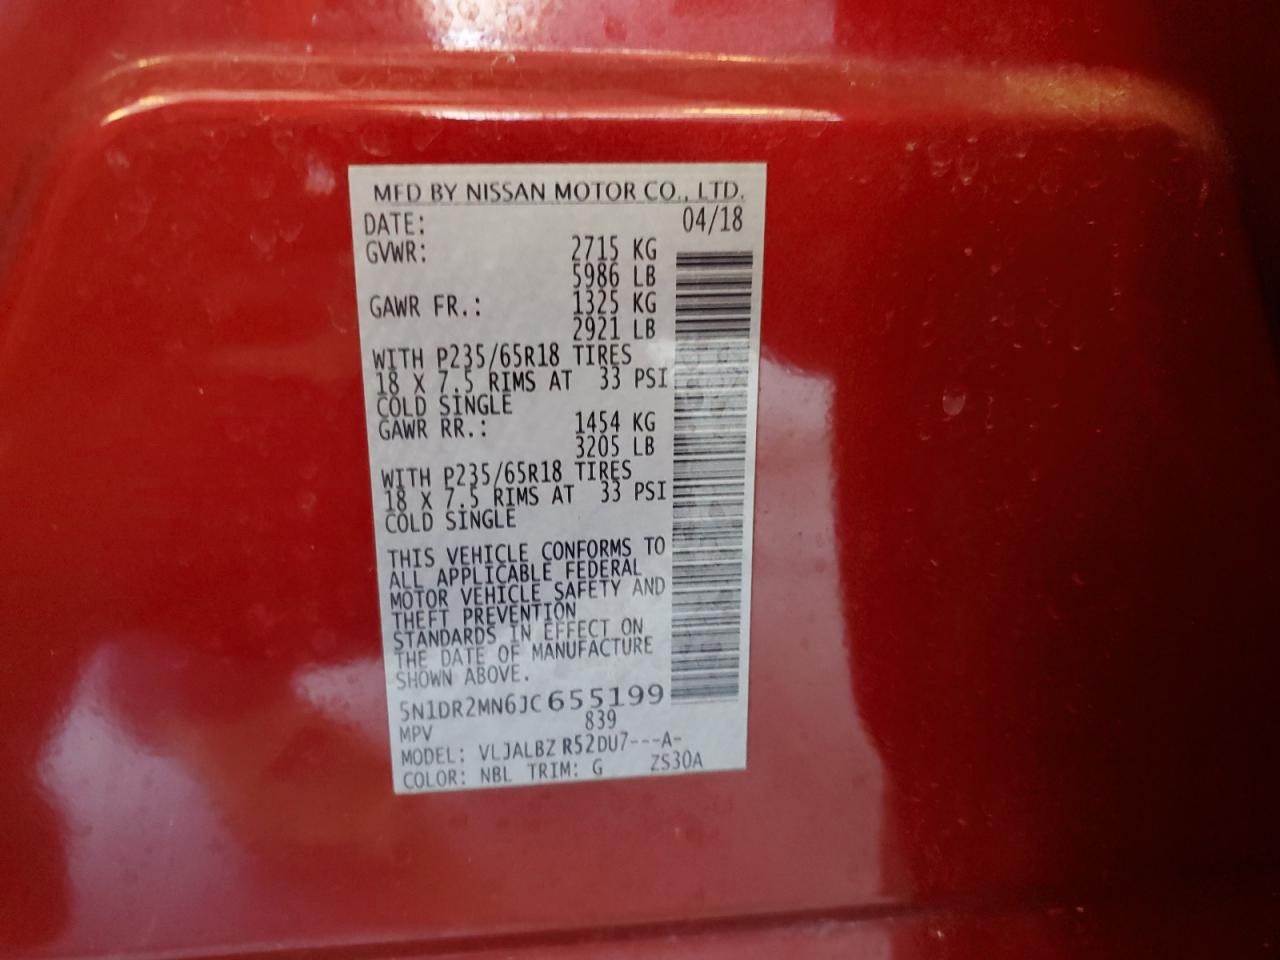 MFD BY NISSAN MOTOR CO., LTD.
DATE: 04/18
GVWR: 2715 KG
5986 LB
GAWR FR.: 1325 KG
2921 LB
WITH P235/65R18 TIRES
18 X 7.5 RIMS AT 33 PSI
COLD SINGLE
GAWR RR.: 1454 KG
3205 LB
WITH P235/65R18 TIRES
18 X 7.5 RIMS AT 33 PSI
COLD SINGLE
THIS VEHICLE CONFORMS TO
ALL APPLICABLE FEDERAL
MOTOR VEHICLE SAFETY AND
THEFT PREVENTION
STANDARDS IN EFFECT ON
THE DATE OF MANUFACTURE
SHOWN ABOVE.
5N1DR2MN6JC655199
MPV 839
MODEL: VLJALBZ R52DU7---A-
COLOR: NBL TRIM: G ZS30A